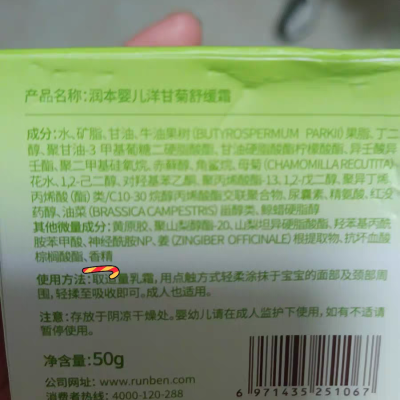 产品名称: 润本婴儿洋甘菊舒缓霜
成分: 水、矿脂、甘油、牛油果树(BUTYROSPERMUM PARKII)果脂、丁二
醇、聚甘油-3 甲基葡糖二硬脂酸酯、甘油硬脂酸酯柠檬酸酯、异壬酸异
壬酯、聚二甲基硅氧烷、赤藓醇、角鲨烷、母菊(CHAMOMILLA RECUTITA)
花水、1,2-己二醇、对羟基苯乙酮、聚丙烯酸酯-13、1,2-戊二醇、聚异丁烯、
丙烯酸(酯)类/C10-30 烷醇丙烯酸酯交联聚合物、尿囊素、精氨酸、红没
药醇、油菜(BRASSICA CAMPESTRIS)甾醇类、鲸蜡硬脂醇
其他微量成分: 黄原胶、聚山梨醇酯-20、山梨坦异硬脂酸酯、羟苯基丙酰
胺苯甲酸、神经酰胺NP、姜(ZINGIBER OFFICINALE)根提取物、抗坏血酸
棕榈酸酯、香精
使用方法: 取适量乳霜,用点触方式轻柔涂抹于宝宝的面部及颈部周
围,轻揉至吸收即可。成人也适用。
注意: 存放于阴凉干燥处。婴幼儿请在成人监护下使用。如有不适请
暂停使用。
净含量: 50g
公司网址: www.runben.com
消费者热线: 4000-120-288
6 971435 251067